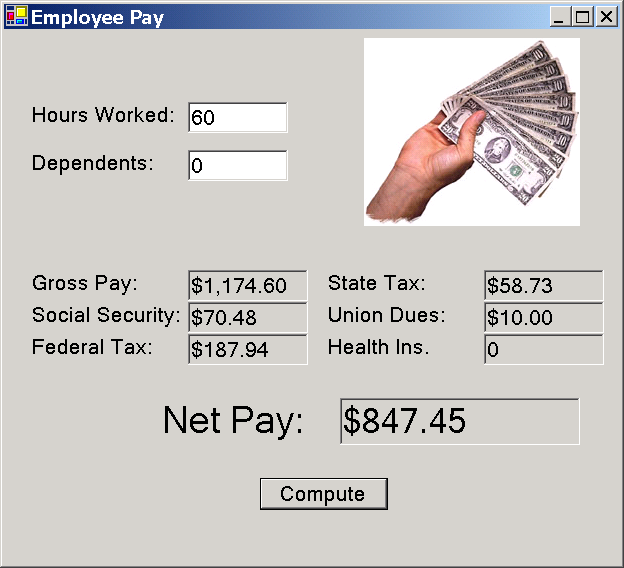 Employee Pay
Hours Worked: 60
Dependents: 0
Gross Pay: $1,174.60 State Tax: $58.73
Social Security: $70.48 Union Dues: $10.00
Federal Tax: $187.94 Health Ins. 0
Net Pay: $847.45
Compute